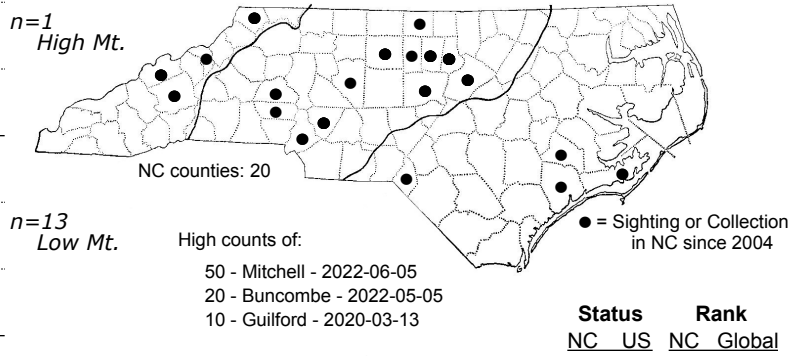 n=1
High Mt.
NC counties: 20
n=13
Low Mt.
High counts of:
50 - Mitchell - 2022-06-05
20 - Buncombe - 2022-05-05
10 - Guilford - 2020-03-13
● = Sighting or Collection
in NC since 2004
Status Rank
NC US NC Global